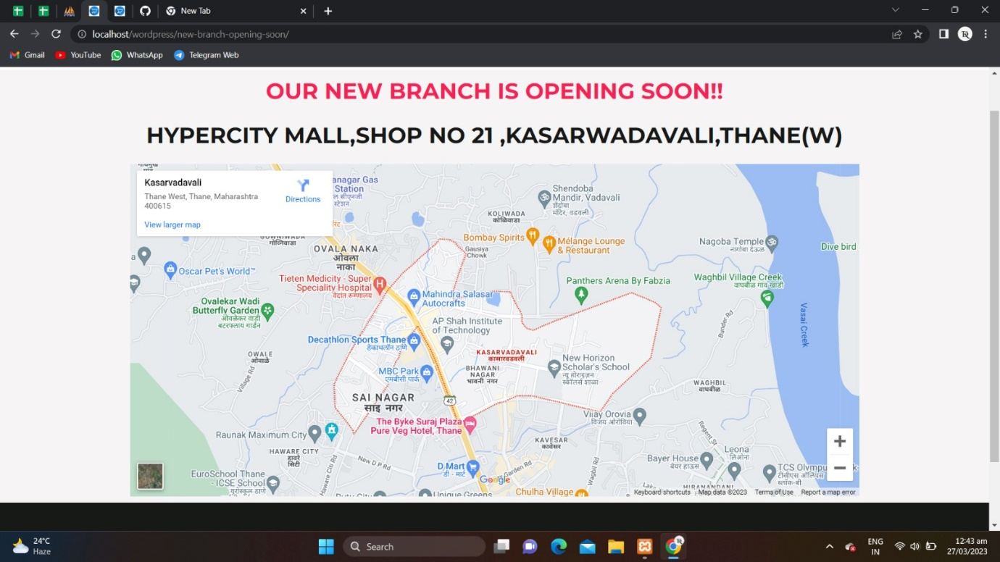 New Tab
localhost/wordpress/new-branch-opening-soon/
Gmail YouTube WhatsApp Telegram Web
OUR NEW BRANCH IS OPENING SOON!!
HYPERCITY MALL,SHOP NO 21 ,KASARWADAVALI,THANE(W)
Kasarvadavali
Thane West, Thane, Maharashtra
400615
Directions
View larger map
anagar Gas
Station
स्टेशन
Shendoba
Mandir, Vadavali
शेंदोबा
मंदिर, वडवली
KOLIWADA
कोळिवाडा
Bombay Spirits
Mélange Lounge
& Restaurant
Nagoba Temple
नागोबा देऊळ
Dive bird
GOWNIWADA
गोंनिवाडा
OVALA NAKA
ओवळा
नाका
Gausiya
Chowk
Oscar Pet's World™
Tieten Medicity - Super
Speciality Hospital
वेदांत रुग्णालय
Panthers Arena By Fabzia
Waghbil Village Creek
वाघबीळ गाव खाडी
Mahindra Salasar
Autocrafts
Ovalekar Wadi
Butterfly Garden
ओवळेकर वाडी
बटरफ्लाय गार्डन
AP Shah Institute
of Technology
Vasai Creek
Bunder Rd
Decathlon Sports Thane
डेकाथलॉन ठाणे
KASARVADAVALI
कासारवडवली
OWALE
ओवाळे
Village Rd
New Horizon
Scholar's School
न्यू होराइज़न
स्कॉलर्स शाळा
MBC Park
एमबीसी पार्क
BHAWANI
NAGAR
भावनी नगर
WAGHBIL
वाघबीळ
SAI NAGAR
साइ नगर
42
Vijay Orovia
विजय ओरोविया
The Byke Suraj Plaza
Pure Veg Hotel, Thane
Raunak Maximum City
KAVESAR
कावेसर
Regent St
HAWARE CITY
हावरे
सिटी
Haware City Rd
New D P Rd
Waghbil Rd
Leona
लिओना
Bayer House
बेयर हाऊस
D Mart
डी - मार्ट
Garden Rd
Google
TCS Olympu
टीसीएस ऑलिंपस
ब्लॉक-बी
EuroSchool Thane
- ICSE School
यूरोस्कूल ठाणे
HIRANANDANI
Unique Greens
Chulha Village
Keyboard shortcuts Map data ©2023 Terms of Use Report a map error
24°C
Haze
Search
ENG
IN
12:43 am
27/03/2023